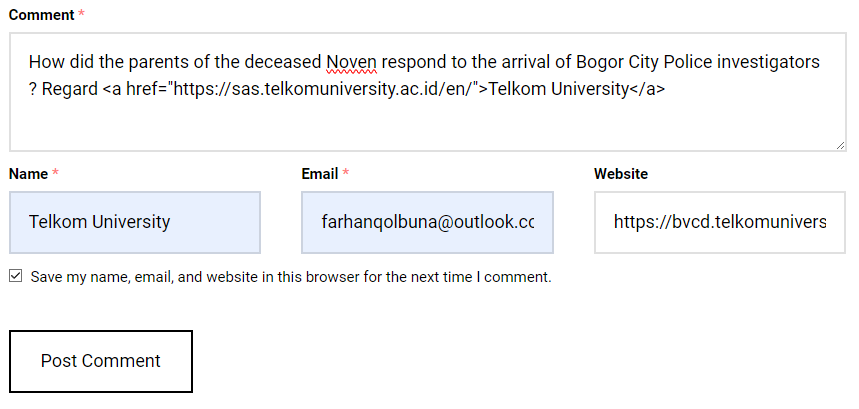 Comment *
How did the parents of the deceased Noven respond to the arrival of Bogor City Police investigators
? Regard <a href="https://sas.telkomuniversity.ac.id/en/">Telkom University</a>
Name * Email * Website
Telkom University farhanqolbuna@outlook.cc https://bvcd.telkomunivers
Save my name, email, and website in this browser for the next time I comment.
Post Comment